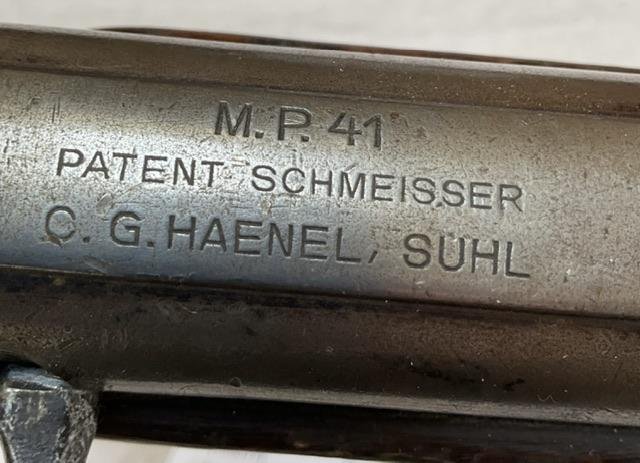 M.P. 41
PATENT SCHMEISSER
C. G. HAENEL, SUHL